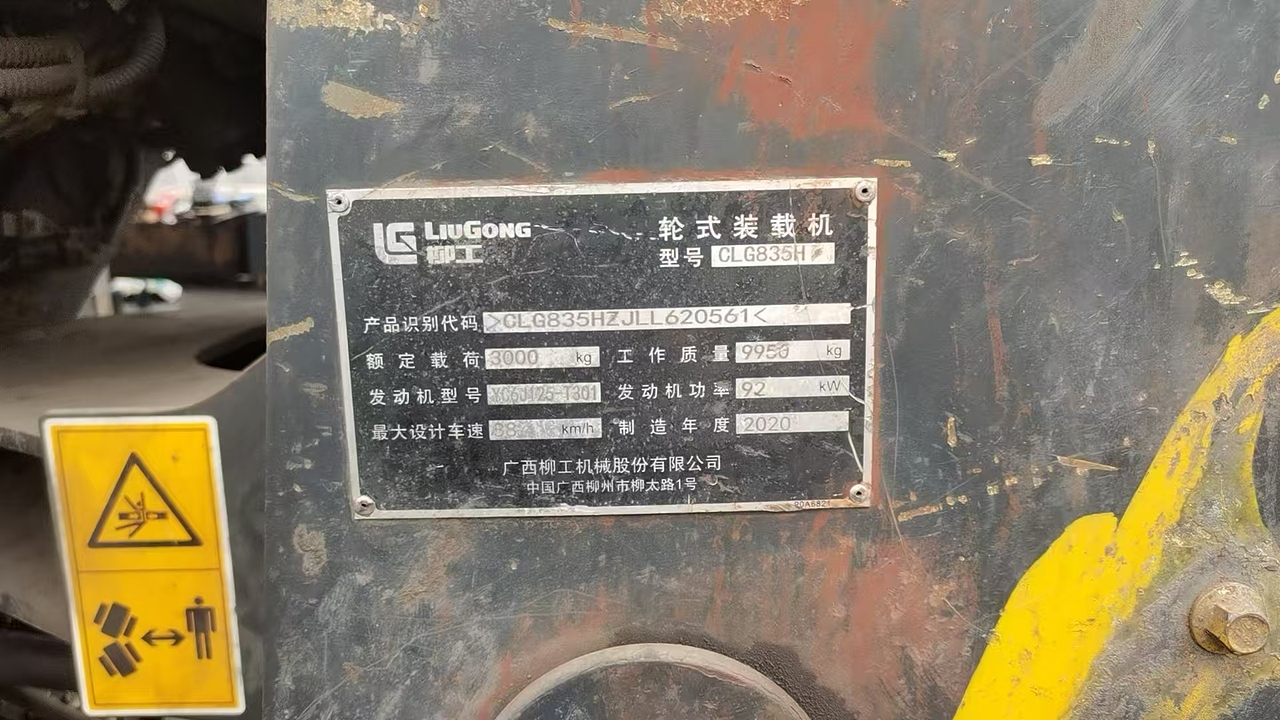 LIUGONG
柳工
轮式装载机
型号 CLG835H
产品识别代码 >CLG835HZJLL620561<
额定载荷 3000 kg 工作质量 9950 kg
发动机型号 YC6J125-T301 发动机功率 92 kW
最大设计车速 km/h 制造年度 2020
广西柳工机械股份有限公司
中国广西柳州市柳太路1号